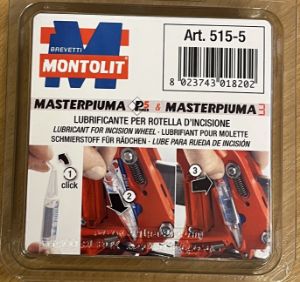 BREVETTI
M
MONTOLIT
Art. 515-5
8 023743 018202
MASTERPIUMA P5 & MASTERPIUMA 3
LUBRIFICANTE PER ROTELLA D'INCISIONE
LUBRICANT FOR INCISION WHEEL - LUBRIFIANT POUR MOLETTE
SCHMIERSTOFF FÜR RÄDCHEN - LUBE PARA RUEDA DE INCISIÓN
1
click
2
3